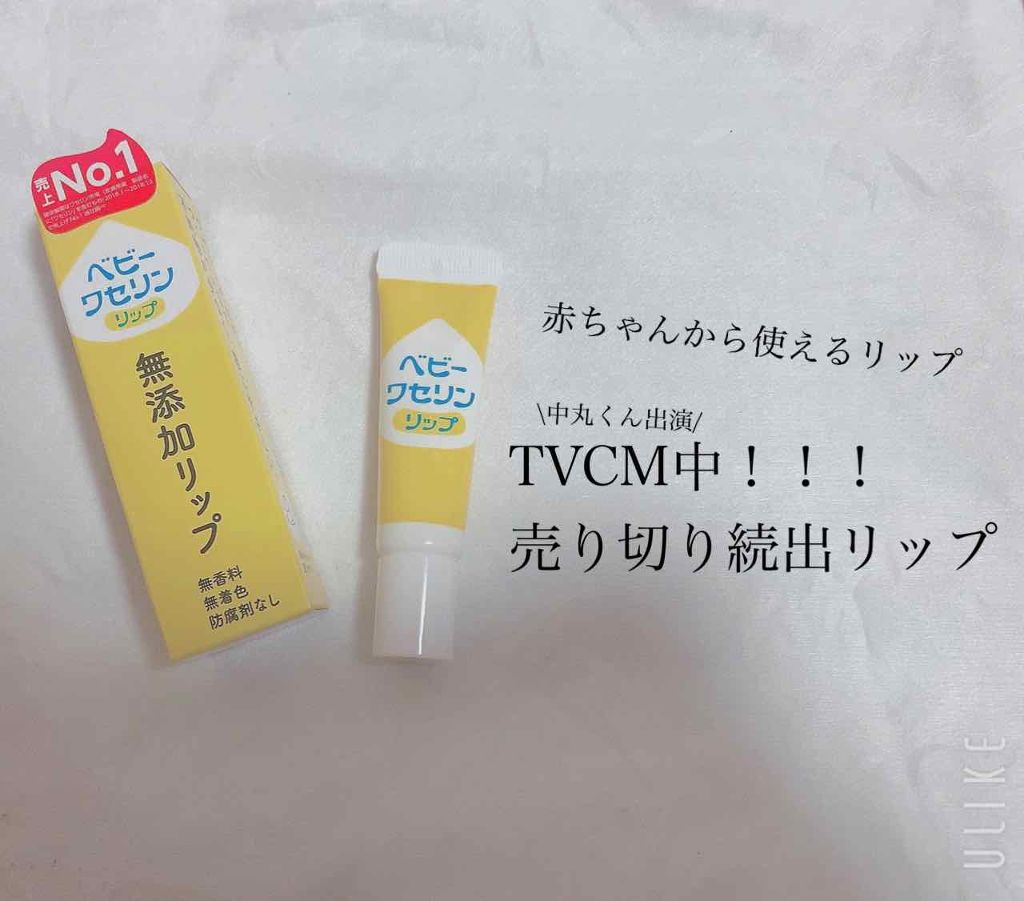 売上No.1
ベビー
ワセリン
リップ
無添加リップ
無香料
無着色
防腐剤なし
ベビー
ワセリン
リップ
赤ちゃんから使えるリップ
\中丸くん出演/
TVCM中！！！
売り切り続出リップ
ULIKE